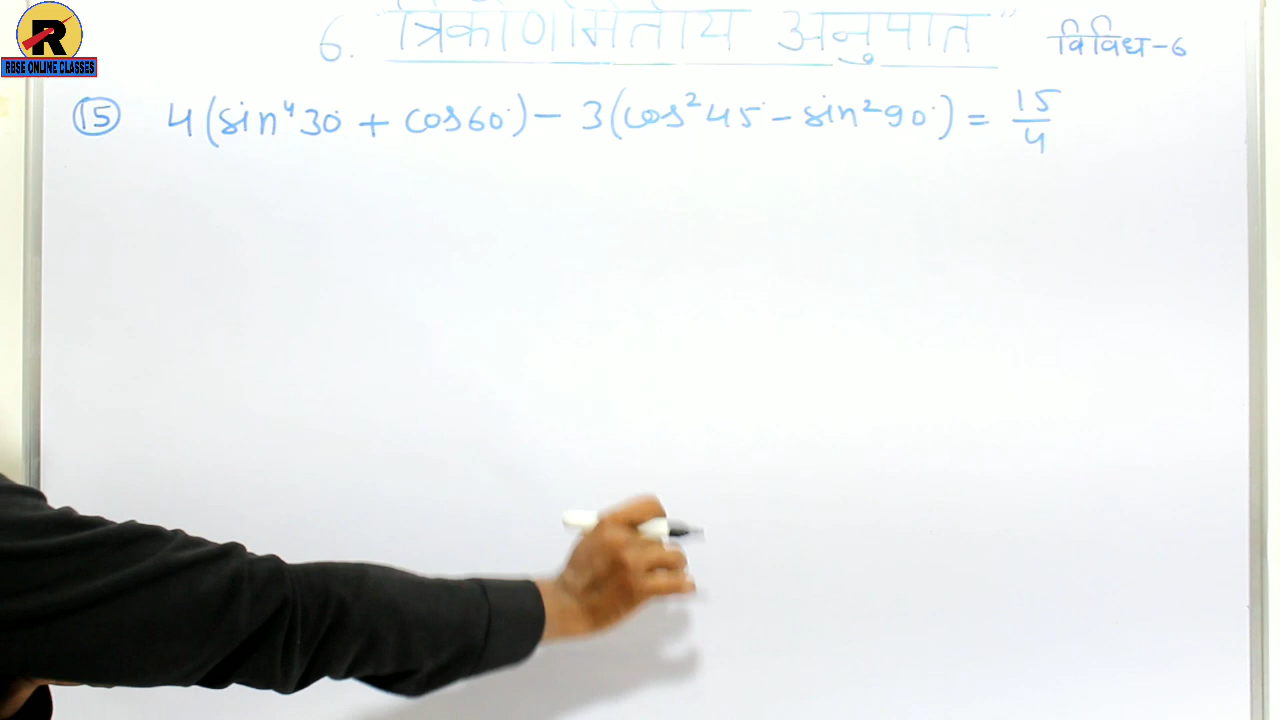 R
RBSE ONLINE CLASSES
6. "त्रिकोणमितीय अनुपात"
विविध-6
(15) 4(sin⁴30° + cos60°) - 3(cos²45° - sin²90°) = 15/4